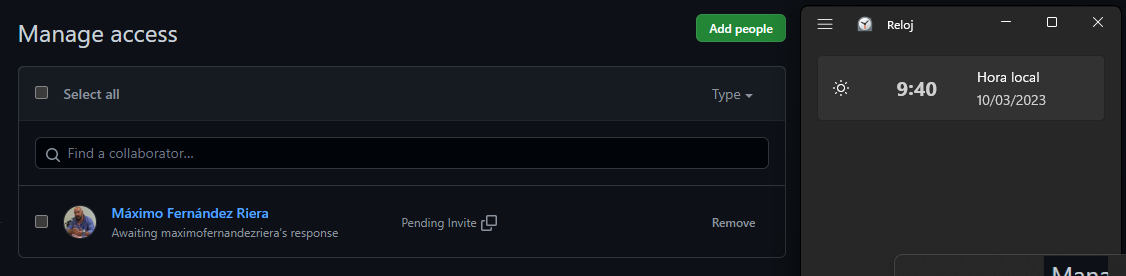 Manage access
Add people
Select all
Type
Find a collaborator...
Máximo Fernández Riera
Awaiting maximofernandezriera's response
Pending Invite
Remove
Reloj
9:40
Hora local
10/03/2023